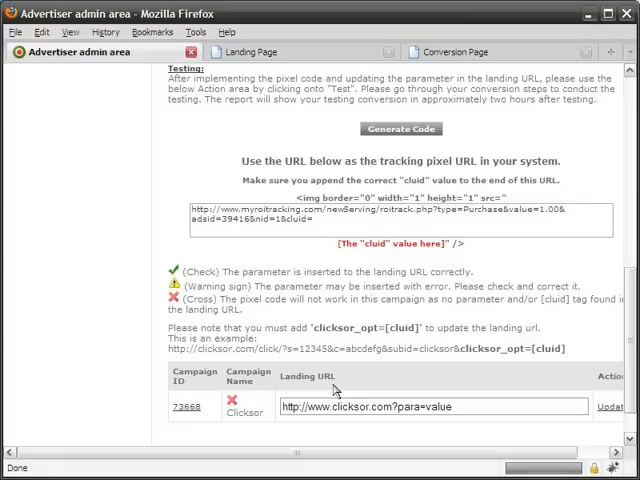 Advertiser admin area - Mozilla Firefox
File Edit View History Bookmarks Tools Help
Advertiser admin area
Landing Page
Conversion Page
Testing:
After implementing the pixel code and updating the parameter in the landing URL, please use the
below Action area by clicking onto "Test". Please go through your conversion steps to conduct the
testing. The report will show your testing conversion in approximately two hours after testing.
Generate Code
Use the URL below as the tracking pixel URL in your system.
Make sure you append the correct "cluid" value to the end of this URL.
<img border="0" width="1" height="1" src="
http://www.myroitracking.com/newServing/roitrack.php?type=Purchase&value=1.00&
adsid=39416&nid=1&cluid=
[The "cluid" value here]" />
(Check) The parameter is inserted to the landing URL correctly.
(Warning sign) The parameter may be inserted with error. Please check and correct it.
(Cross) The pixel code will not work in this campaign as no parameter and/or [cluid] tag found in
the landing URL.
Please note that you must add 'clicksor_opt=[cluid]' to update the landing url.
This is an example:
http://clicksor.com/click/?s=12345&c=abcdefg&subid=clicksor&clicksor_opt=[cluid]
Campaign ID
Campaign Name
Landing URL
Action
73668
Clicksor
http://www.clicksor.com?para=value
Updat
Done